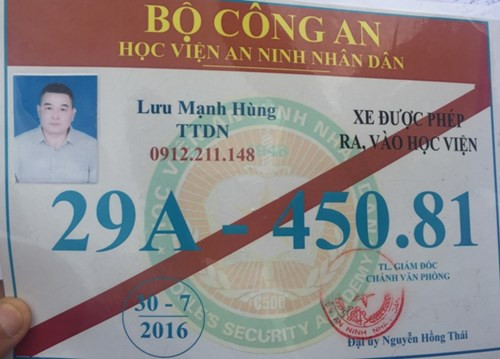 BỘ CÔNG AN
HỌC VIỆN AN NINH NHÂN DÂN
Lưu Mạnh Hùng
TTDN
0912.211.148
XE ĐƯỢC PHÉP
RA, VÀO HỌC VIỆN
29A - 450.81
30 - 7
2016
TL. GIÁM ĐỐC
CHÁNH VĂN PHÒNG
Đại úy Nguyễn Hồng Thái